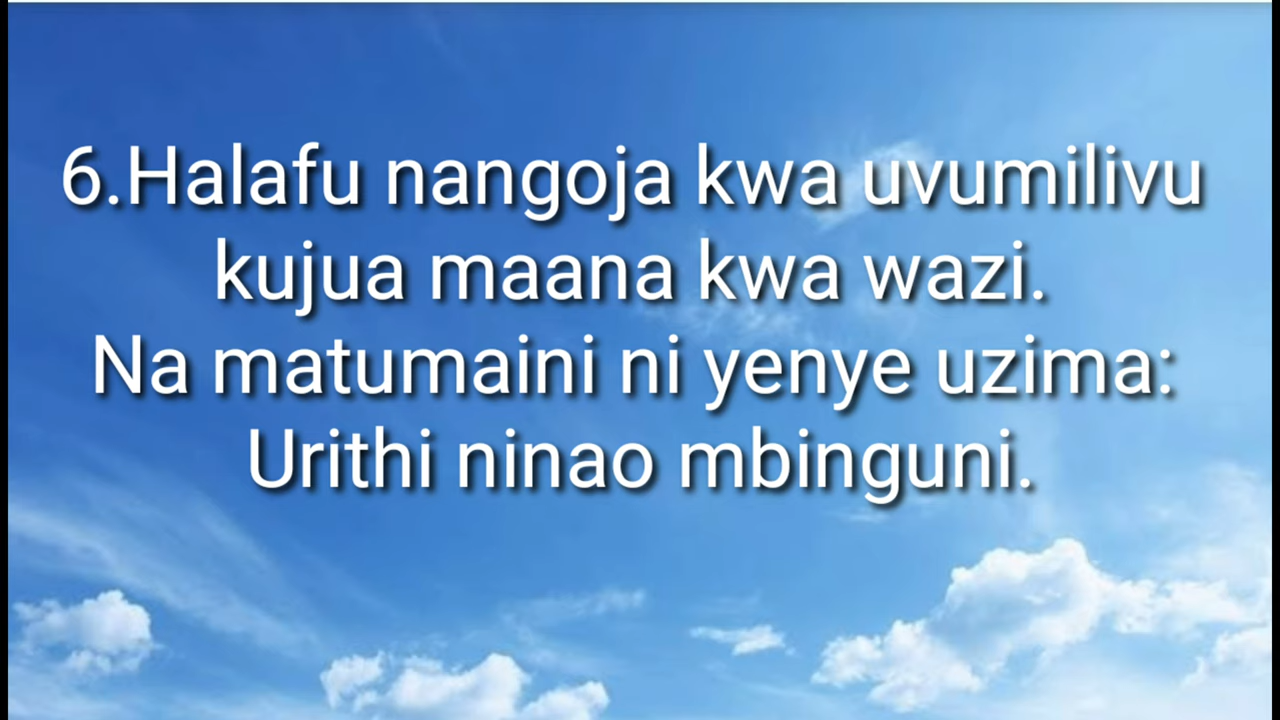 6.Halafu nangoja kwa uvumilivu
kujua maana kwa wazi.
Na matumaini ni yenye uzima:
Urithi ninao mbinguni.